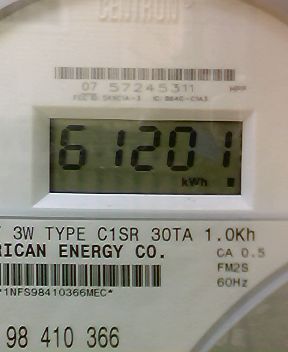 CENTRON
07 57245311
61201
kWh
3W TYPE C1SR 30TA 1.0Kh
RICAN ENERGY CO.
CA 0.5
FM2S
60Hz
*1NFS98410366MEC*
98 410 366